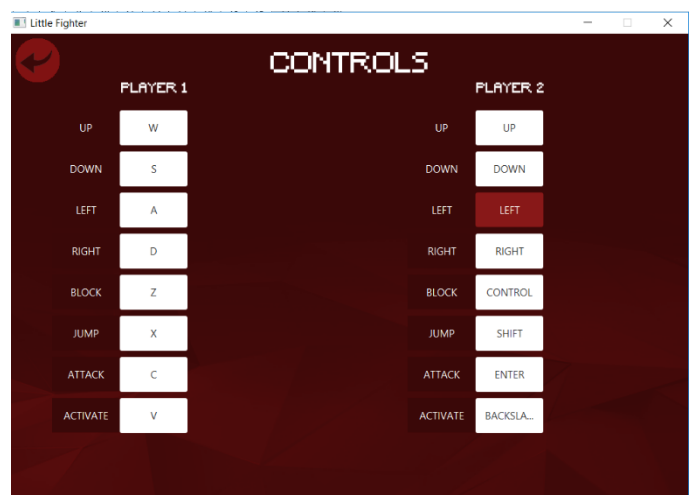 Little Fighter
CONTROLS
PLAYER 1 PLAYER 2
UP W UP UP
DOWN S DOWN DOWN
LEFT A LEFT LEFT
RIGHT D RIGHT RIGHT
BLOCK Z BLOCK CONTROL
JUMP X JUMP SHIFT
ATTACK C ATTACK ENTER
ACTIVATE V ACTIVATE BACKSLA...